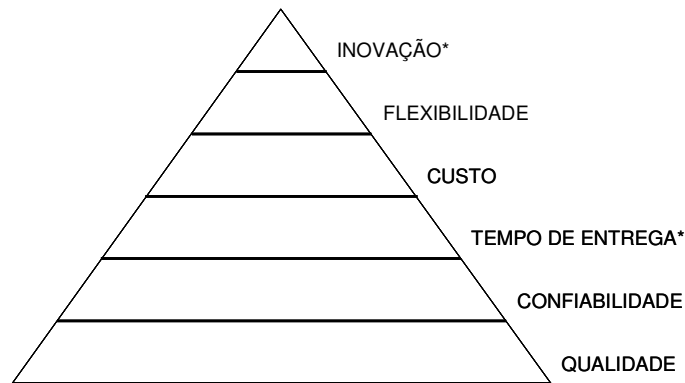 INOVAÇÃO*
FLEXIBILIDADE
CUSTO
TEMPO DE ENTREGA*
CONFIABILIDADE
QUALIDADE